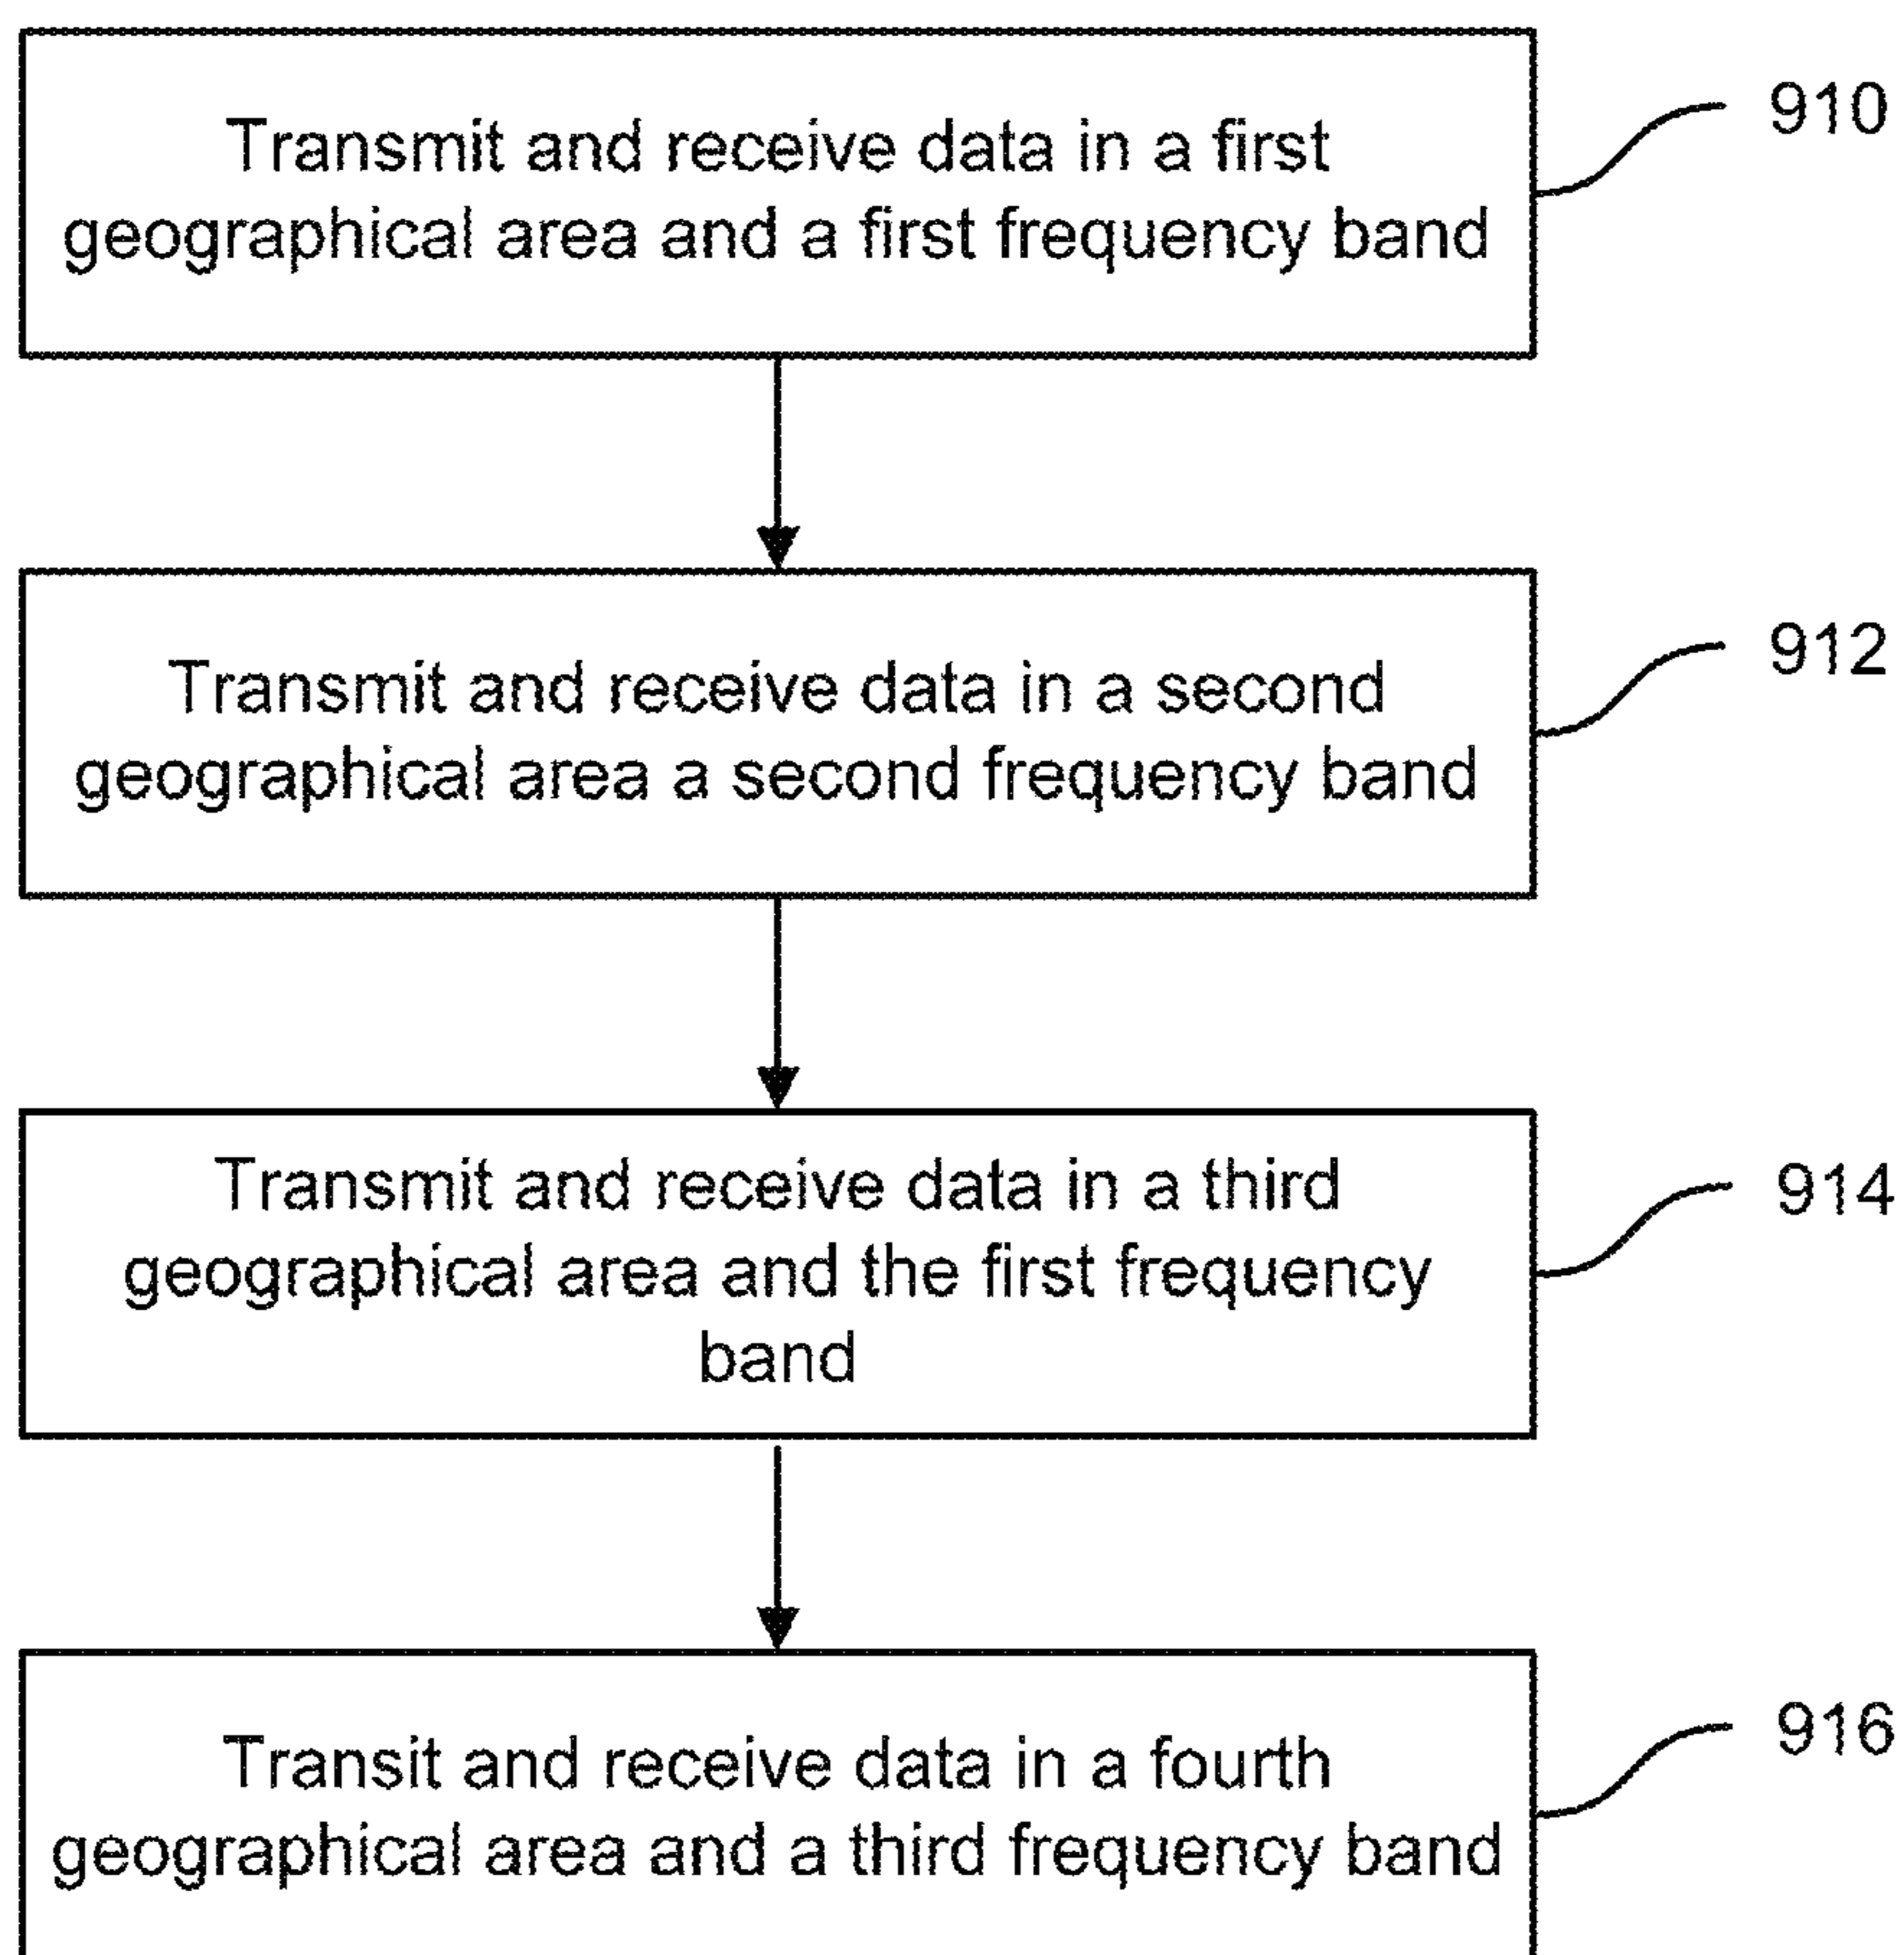 Transmit and receive data in a first
geographical area and a first frequency band
910
Transmit and receive data in a second
geographical area a second frequency band
912
Transmit and receive data in a third
geographical area and the first frequency
band
914
Transit and receive data in a fourth
geographical area and a third frequency band
916